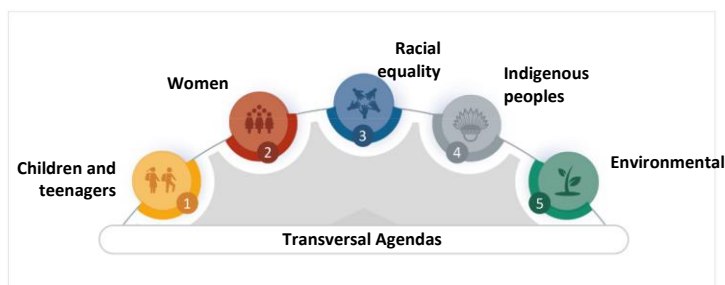 Children and
teenagers
1
Women
2
Racial
equality
3
Indigenous
peoples
4
Environmental
5
Transversal Agendas